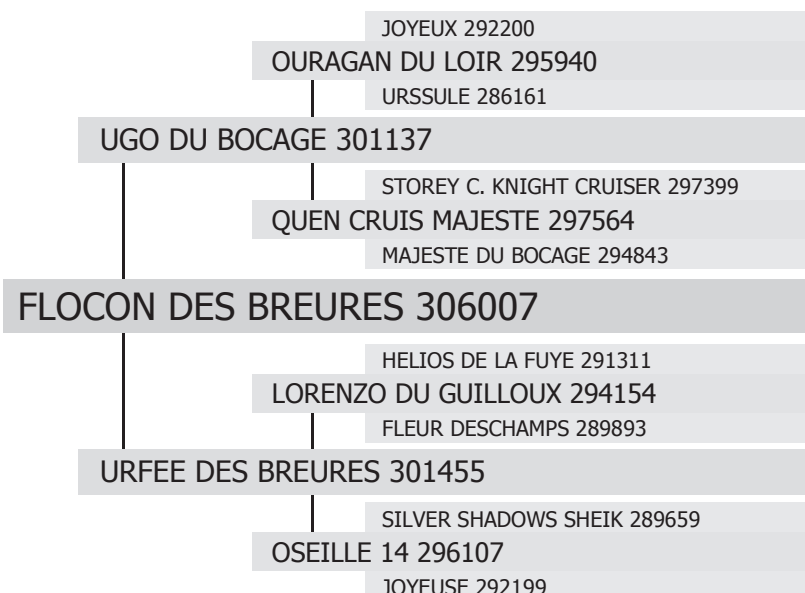 JOYEUX 292200
OURAGAN DU LOIR 295940
URSSULE 286161
UGO DU BOCAGE 301137
STOREY C. KNIGHT CRUISER 297399
QUEN CRUIS MAJESTE 297564
MAJESTE DU BOCAGE 294843
FLOCON DES BREURES 306007
HELIOS DE LA FUYE 291311
LORENZO DU GUILLOUX 294154
FLEUR DESCHAMPS 289893
URFEE DES BREURES 301455
SILVER SHADOWS SHEIK 289659
OSEILLE 14 296107
JOYEUSE 292199